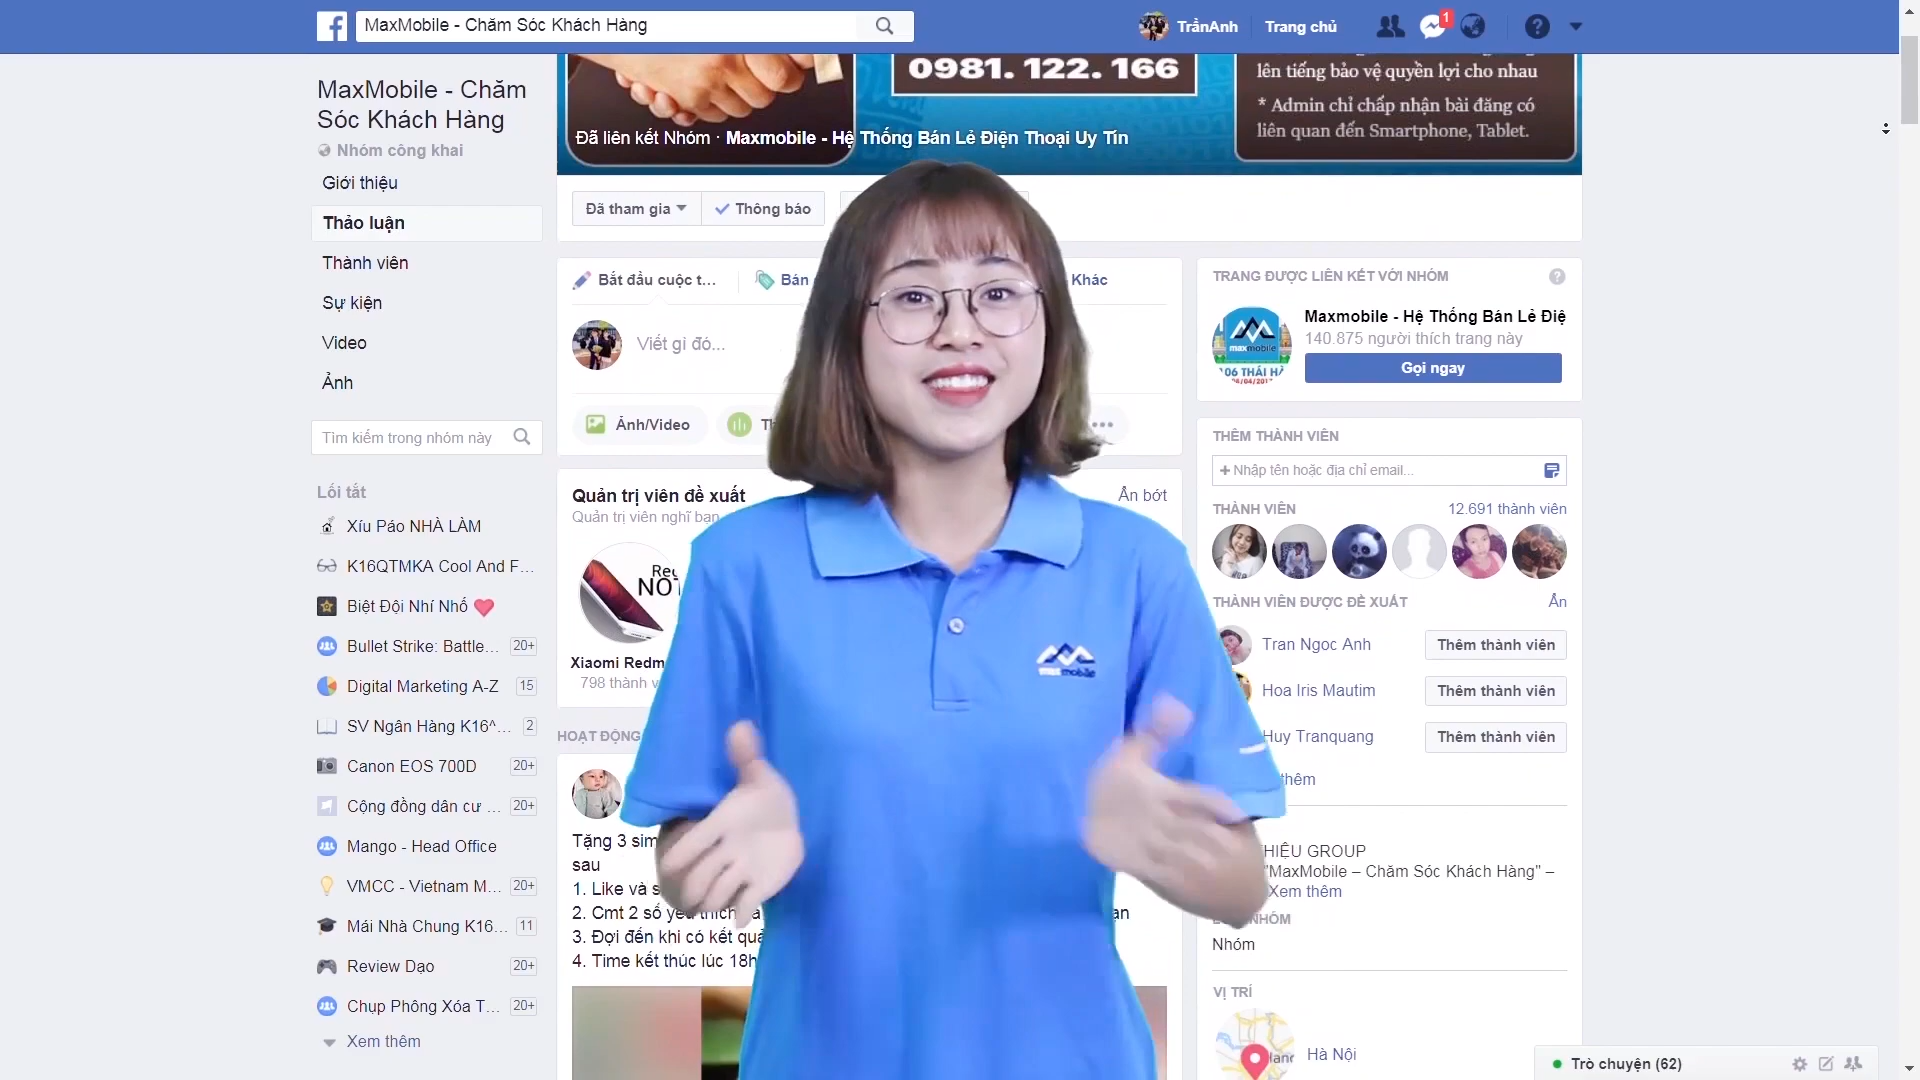 MaxMobile - Chăm Sóc Khách Hàng
TrầnAnh
Trang chủ
1
MaxMobile - Chăm
Sóc Khách Hàng
Nhóm công khai
Giới thiệu
Thảo luận
Thành viên
Sự kiện
Video
Ảnh
Tìm kiếm trong nhóm này
Lối tắt
Xíu Páo NHÀ LÀM
K16QTMKA Cool And F...
Biệt Đội Nhí Nhố
Bullet Strike: Battle... 20+
Digital Marketing A-Z 15
SV Ngân Hàng K16^... 2
Canon EOS 700D 20+
Cộng đồng dân cư ... 20+
Mango - Head Office
VMCC - Vietnam M... 20+
Mái Nhà Chung K16... 11
Review Dạo 20+
Chụp Phông Xóa T... 20+
Xem thêm
0981. 122. 166
lên tiếng bảo vệ quyền lợi cho nhau
* Admin chỉ chấp nhận bài đăng có
liên quan đến Smartphone, Tablet.
Đã liên kết Nhóm · Maxmobile - Hệ Thống Bán Lẻ Điện Thoại Uy Tín
Đã tham gia
Thông báo
Bắt đầu cuộc t...
Bán
Khác
Viết gì đó...
Ảnh/Video
Quản trị viên đề xuất
Ẩn bớt
Quản trị viên nghĩ bạn
Xiaomi Redm
798 thành v
HOẠT ĐỘNG
Tặng 3 sim
sau
1. Like và s
2. Cmt 2 số yêu thích
3. Đợi đến khi có kết quả
4. Time kết thúc lúc 18h
maxmobile
TRANG ĐƯỢC LIÊN KẾT VỚI NHÓM
maxmobile
106 THÁI HÀ
Maxmobile - Hệ Thống Bán Lẻ Điệ
140.875 người thích trang này
Gọi ngay
THÊM THÀNH VIÊN
+ Nhập tên hoặc địa chỉ email...
THÀNH VIÊN
12.691 thành viên
THÀNH VIÊN ĐƯỢC ĐỀ XUẤT
Ẩn
Tran Ngoc Anh
Thêm thành viên
Hoa Iris Mautim
Thêm thành viên
Huy Tranquang
Thêm thành viên
thêm
HIỆU GROUP
"MaxMobile – Chăm Sóc Khách Hàng" –
Xem thêm
NHÓM
Nhóm
VỊ TRÍ
Hà Nội
Trò chuyện (62)